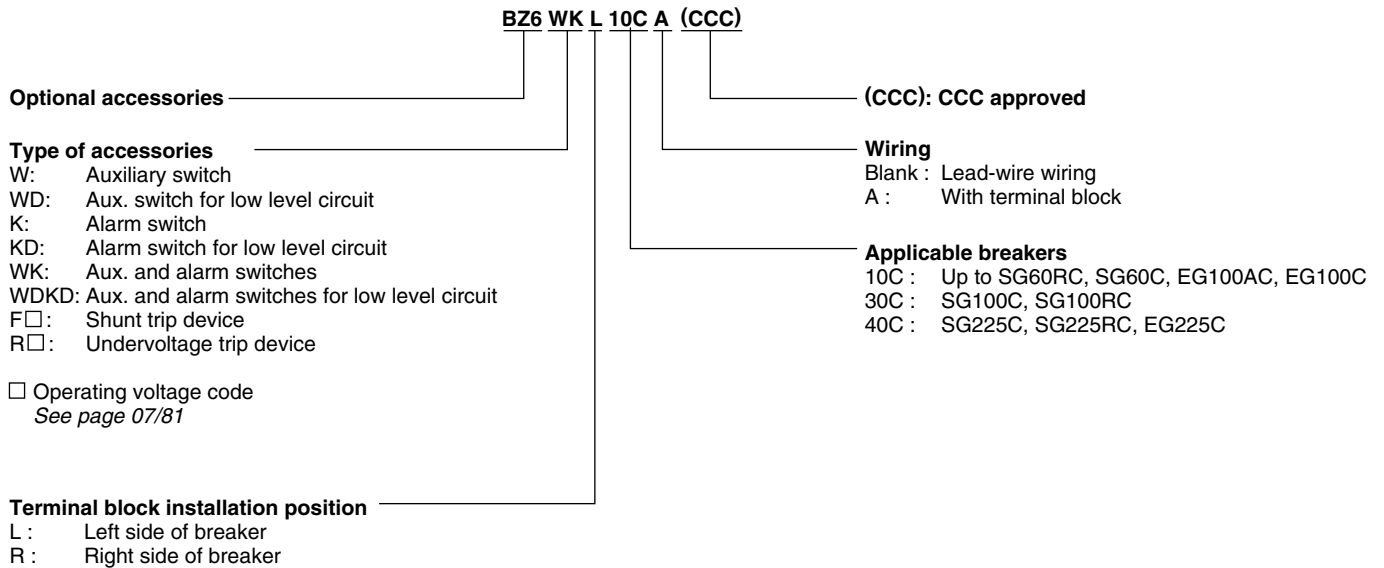 BZ6 WK L 10C A (CCC)
Optional accessories
Type of accessories
W: Auxiliary switch
WD: Aux. switch for low level circuit
K: Alarm switch
KD: Alarm switch for low level circuit
WK: Aux. and alarm switches
WDKD: Aux. and alarm switches for low level circuit
F□: Shunt trip device
R□: Undervoltage trip device
□ Operating voltage code
See page 07/81
Terminal block installation position
L : Left side of breaker
R : Right side of breaker
(CCC): CCC approved
Wiring
Blank : Lead-wire wiring
A : With terminal block
Applicable breakers
10C : Up to SG60RC, SG60C, EG100AC, EG100C
30C : SG100C, SG100RC
40C : SG225C, SG225RC, EG225C